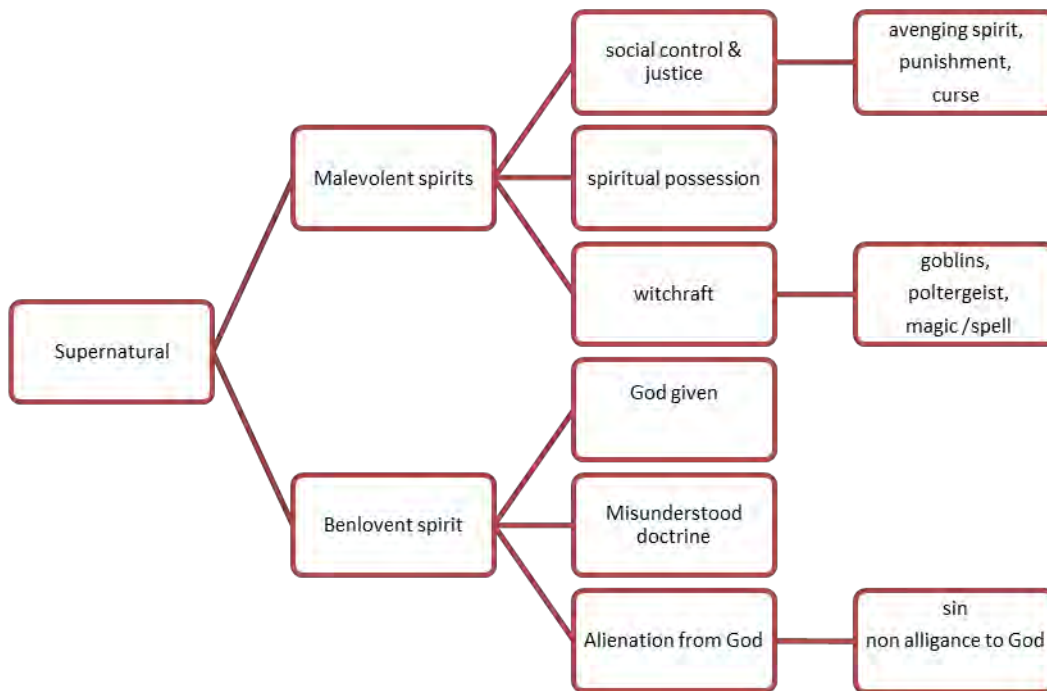 Supernatural
Malevolent spirits
social control &
justice
avenging spirit,
punishment,
curse
spiritual possession
witchraft
goblins,
poltergeist,
magic /spell
Benlovent spirit
God given
Misunderstood
doctrine
Alienation from God
sin
non alligance to God